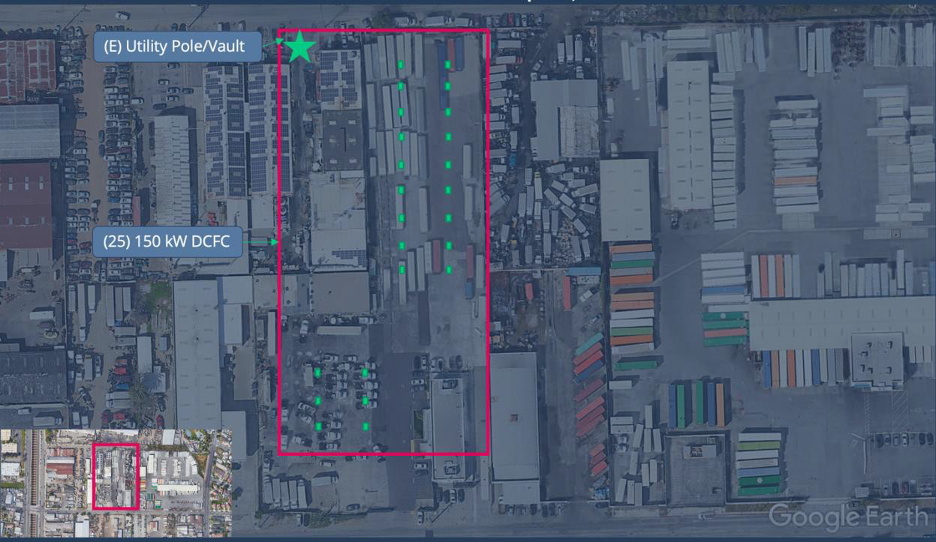 (E) Utility Pole/Vault
(25) 150 kW DCFC
Google Earth